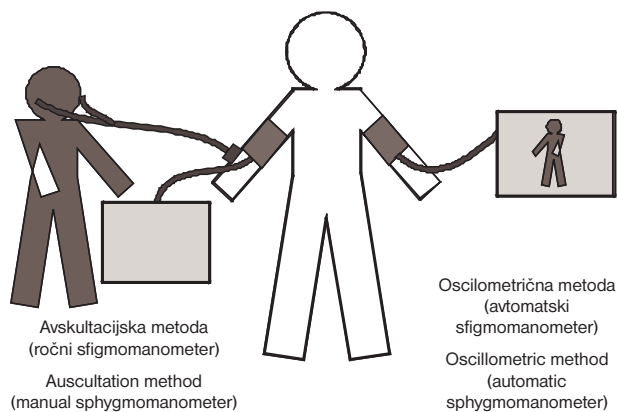 Avskultacijska metoda
(ročni sfigmomanometer)
Auscultation method
(manual sphygmomanometer)
Oscilometrična metoda
(avtomatski
sfigmomanometer)
Oscillometric method
(automatic
sphygmomanometer)